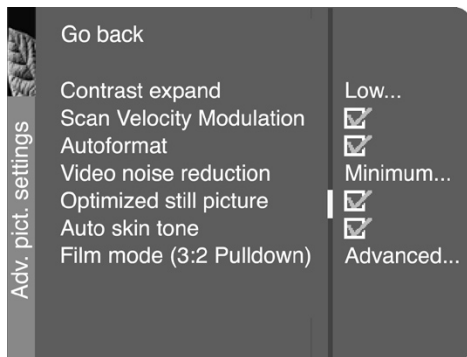 Go back
Adv. pict. settings
Contrast expand Low...
Scan Velocity Modulation
Autoformat
Video noise reduction Minimum...
Optimized still picture
Auto skin tone
Film mode (3:2 Pulldown) Advanced...